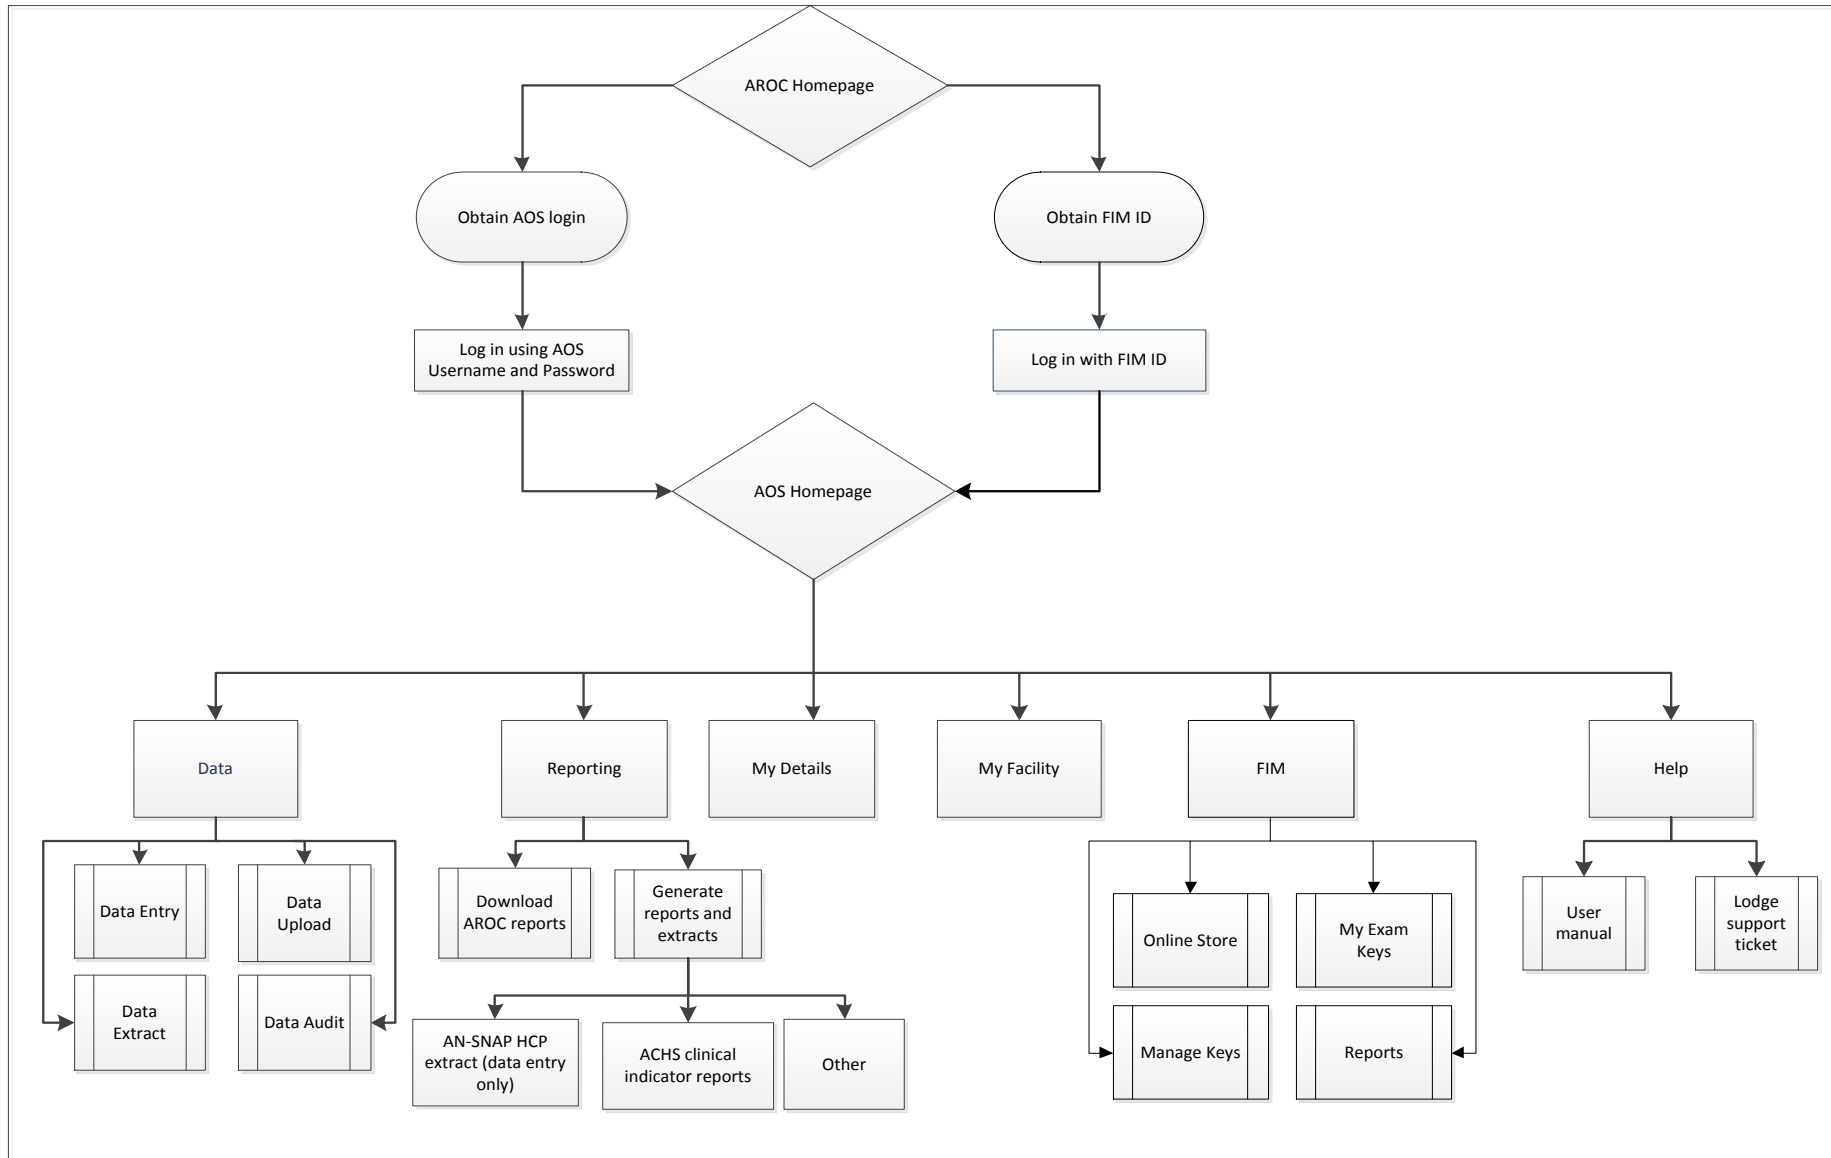 AROC Homepage
Obtain AOS login
Obtain FIM ID
Log in using AOS
Username and Password
Log in with FIM ID
AOS Homepage
Data
Reporting
My Details
My Facility
FIM
Help
Data Entry
Data
Upload
Data
Extract
Data Audit
Download
AROC reports
Generate
reports and
extracts
AN-SNAP HCP
extract (data entry
only)
ACHS clinical
indicator reports
Other
Online Store
My Exam
Keys
Manage Keys
Reports
User
manual
Lodge
support
ticket